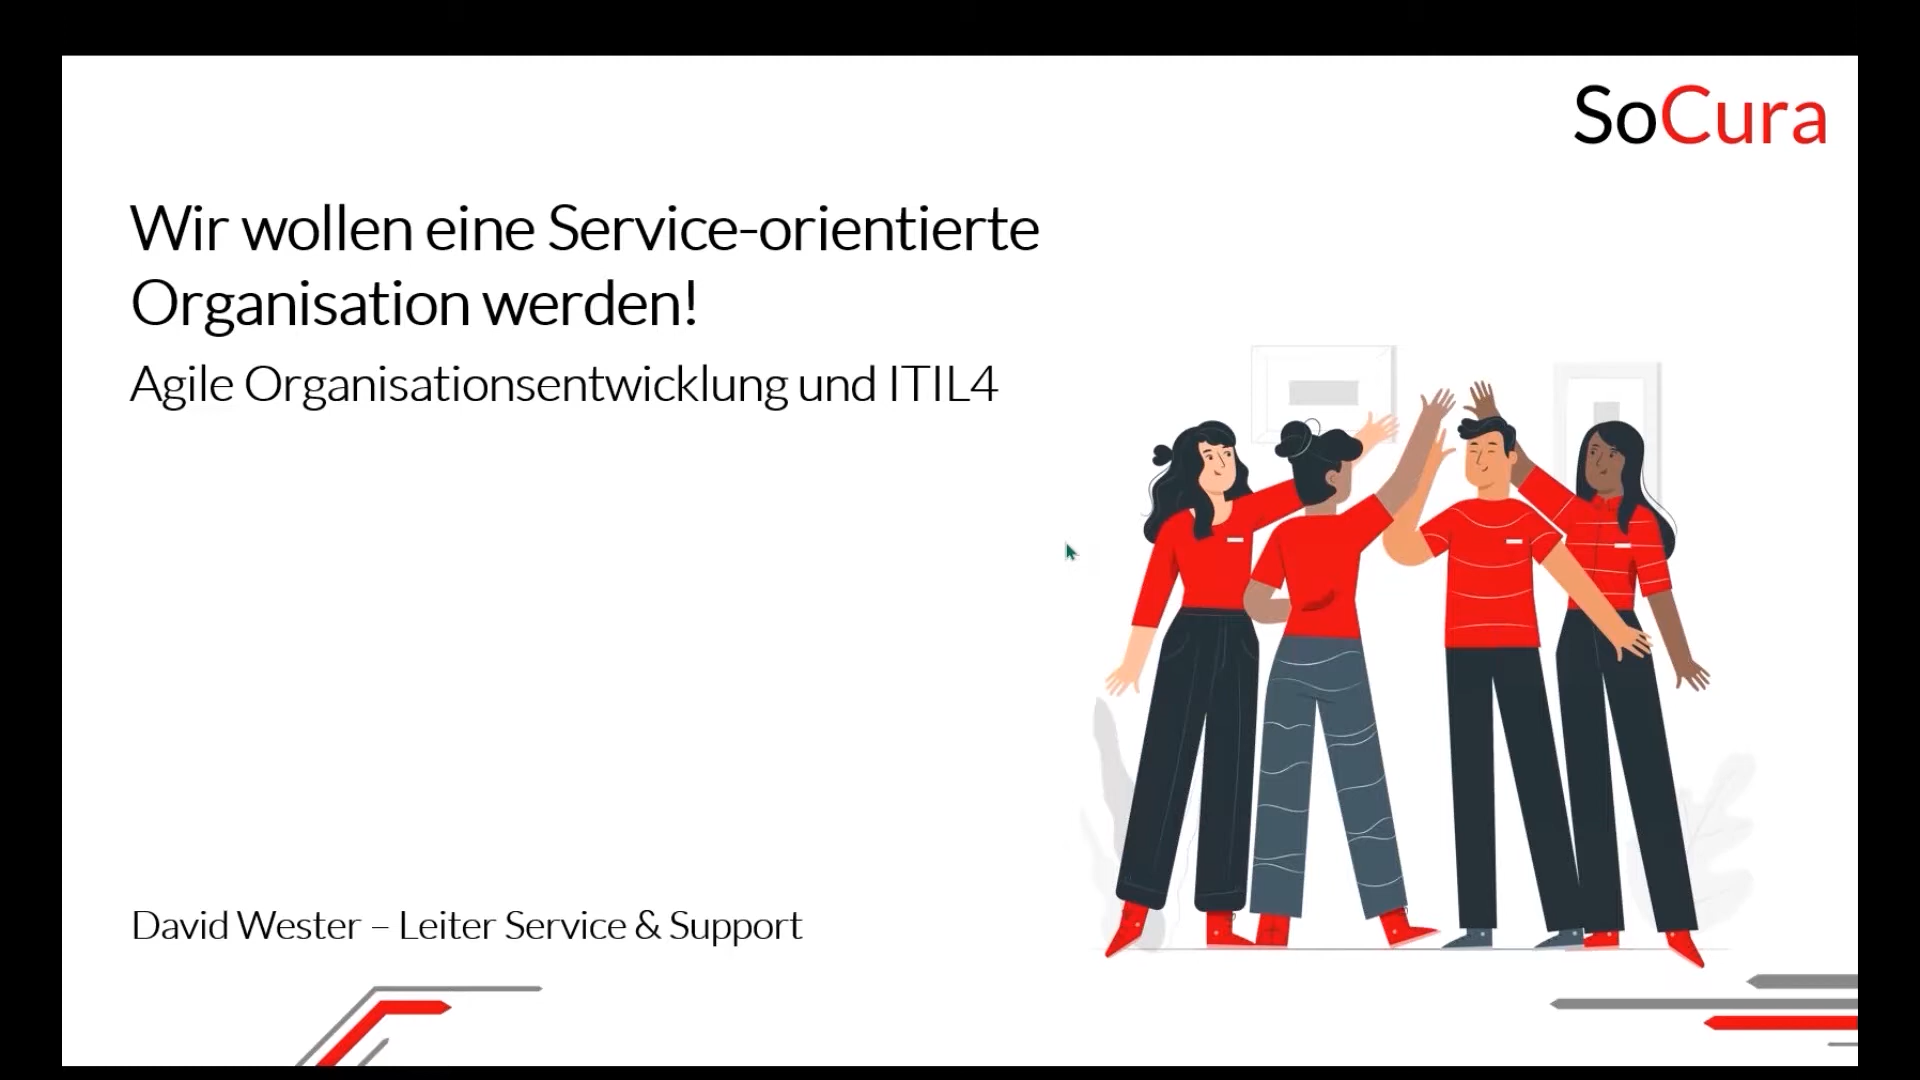 SoCura
Wir wollen eine Service-orientierte
Organisation werden!
Agile Organisationsentwicklung und ITIL4
David Wester – Leiter Service & Support